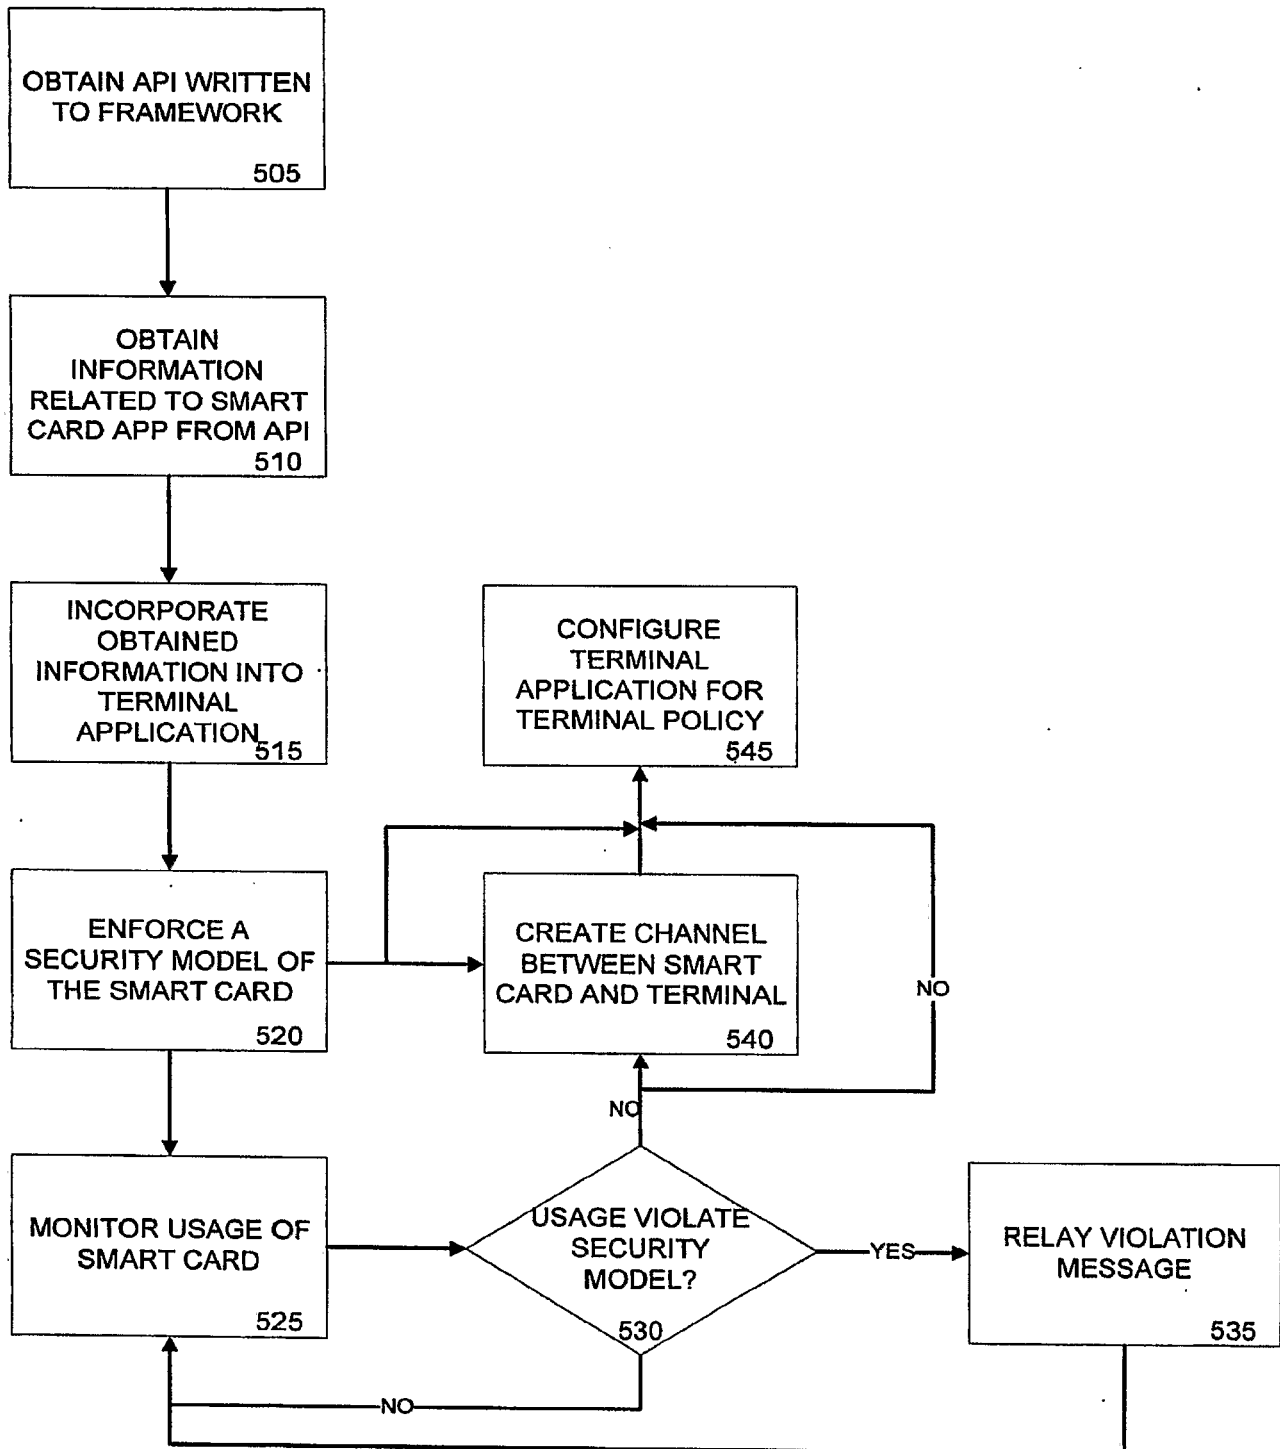 OBTAIN API WRITTEN
TO FRAMEWORK
505
OBTAIN
INFORMATION
RELATED TO SMART
CARD APP FROM API
510
INCORPORATE
OBTAINED
INFORMATION INTO
TERMINAL
APPLICATION
515
CONFIGURE
TERMINAL
APPLICATION FOR
TERMINAL POLICY
545
ENFORCE A
SECURITY MODEL OF
THE SMART CARD
520
CREATE CHANNEL
BETWEEN SMART
CARD AND TERMINAL
540
NO
NO
MONITOR USAGE OF
SMART CARD
525
USAGE VIOLATE
SECURITY
MODEL?
530
YES
RELAY VIOLATION
MESSAGE
535
NO